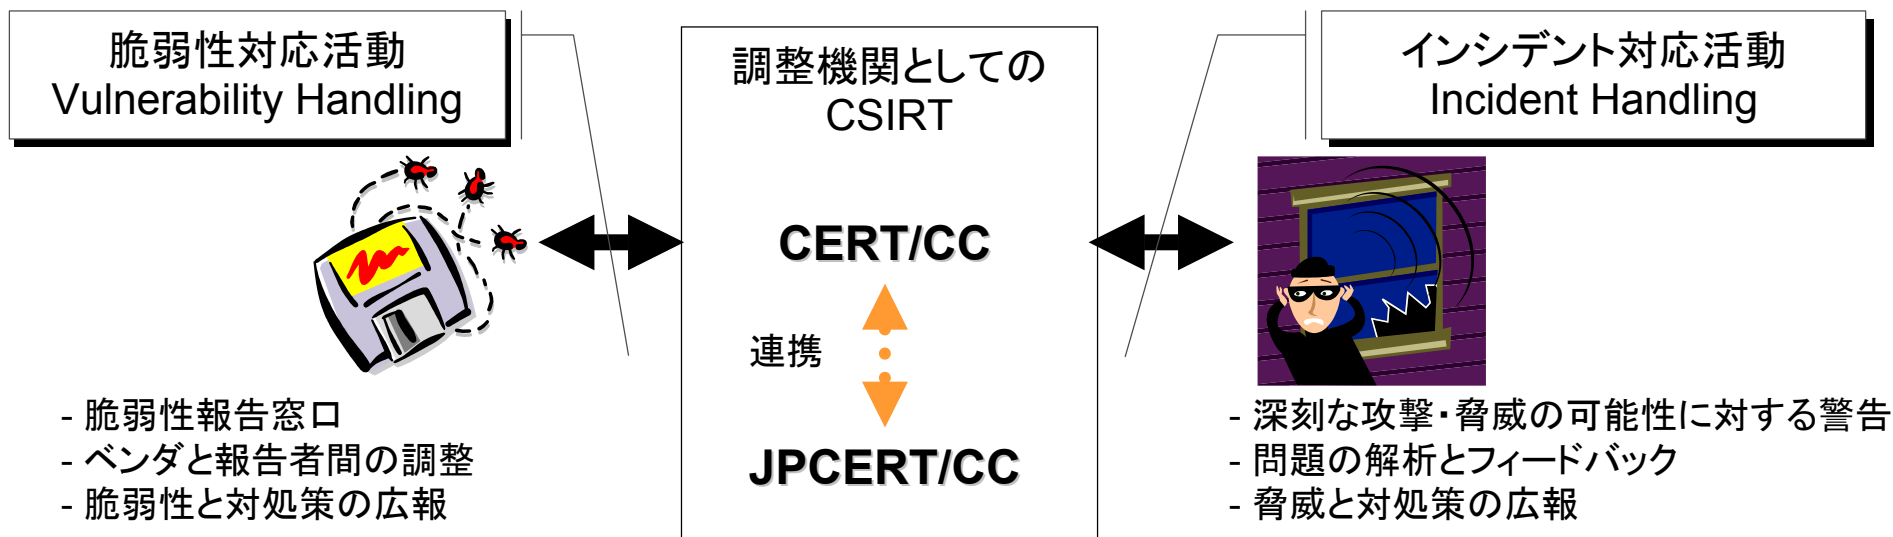 脆弱性対応活動
Vulnerability Handling
- 脆弱性報告窓口
- ベンダと報告者間の調整
- 脆弱性と対処策の広報
調整機関としての
CSIRT
CERT/CC
連携
JPCERT/CC
インシデント対応活動
Incident Handling
- 深刻な攻撃・脅威の可能性に対する警告
- 問題の解析とフィードバック
- 脅威と対処策の広報